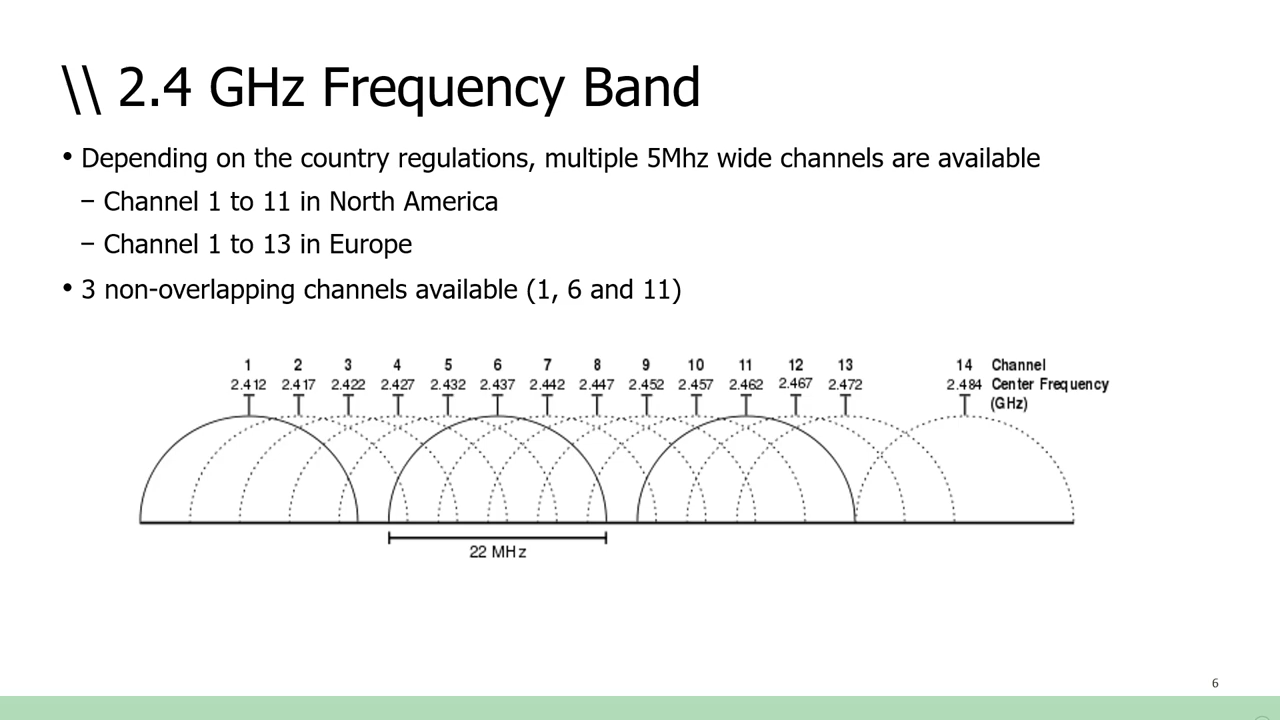 \\ 2.4 GHz Frequency Band
• Depending on the country regulations, multiple 5Mhz wide channels are available
– Channel 1 to 11 in North America
– Channel 1 to 13 in Europe
• 3 non-overlapping channels available (1, 6 and 11)
1 2 3 4 5 6 7 8 9 10 11 12 13 14 Channel
2.412 2.417 2.422 2.427 2.432 2.437 2.442 2.447 2.452 2.457 2.462 2.467 2.472 2.484 Center Frequency
(GHz)
22 MHz
6